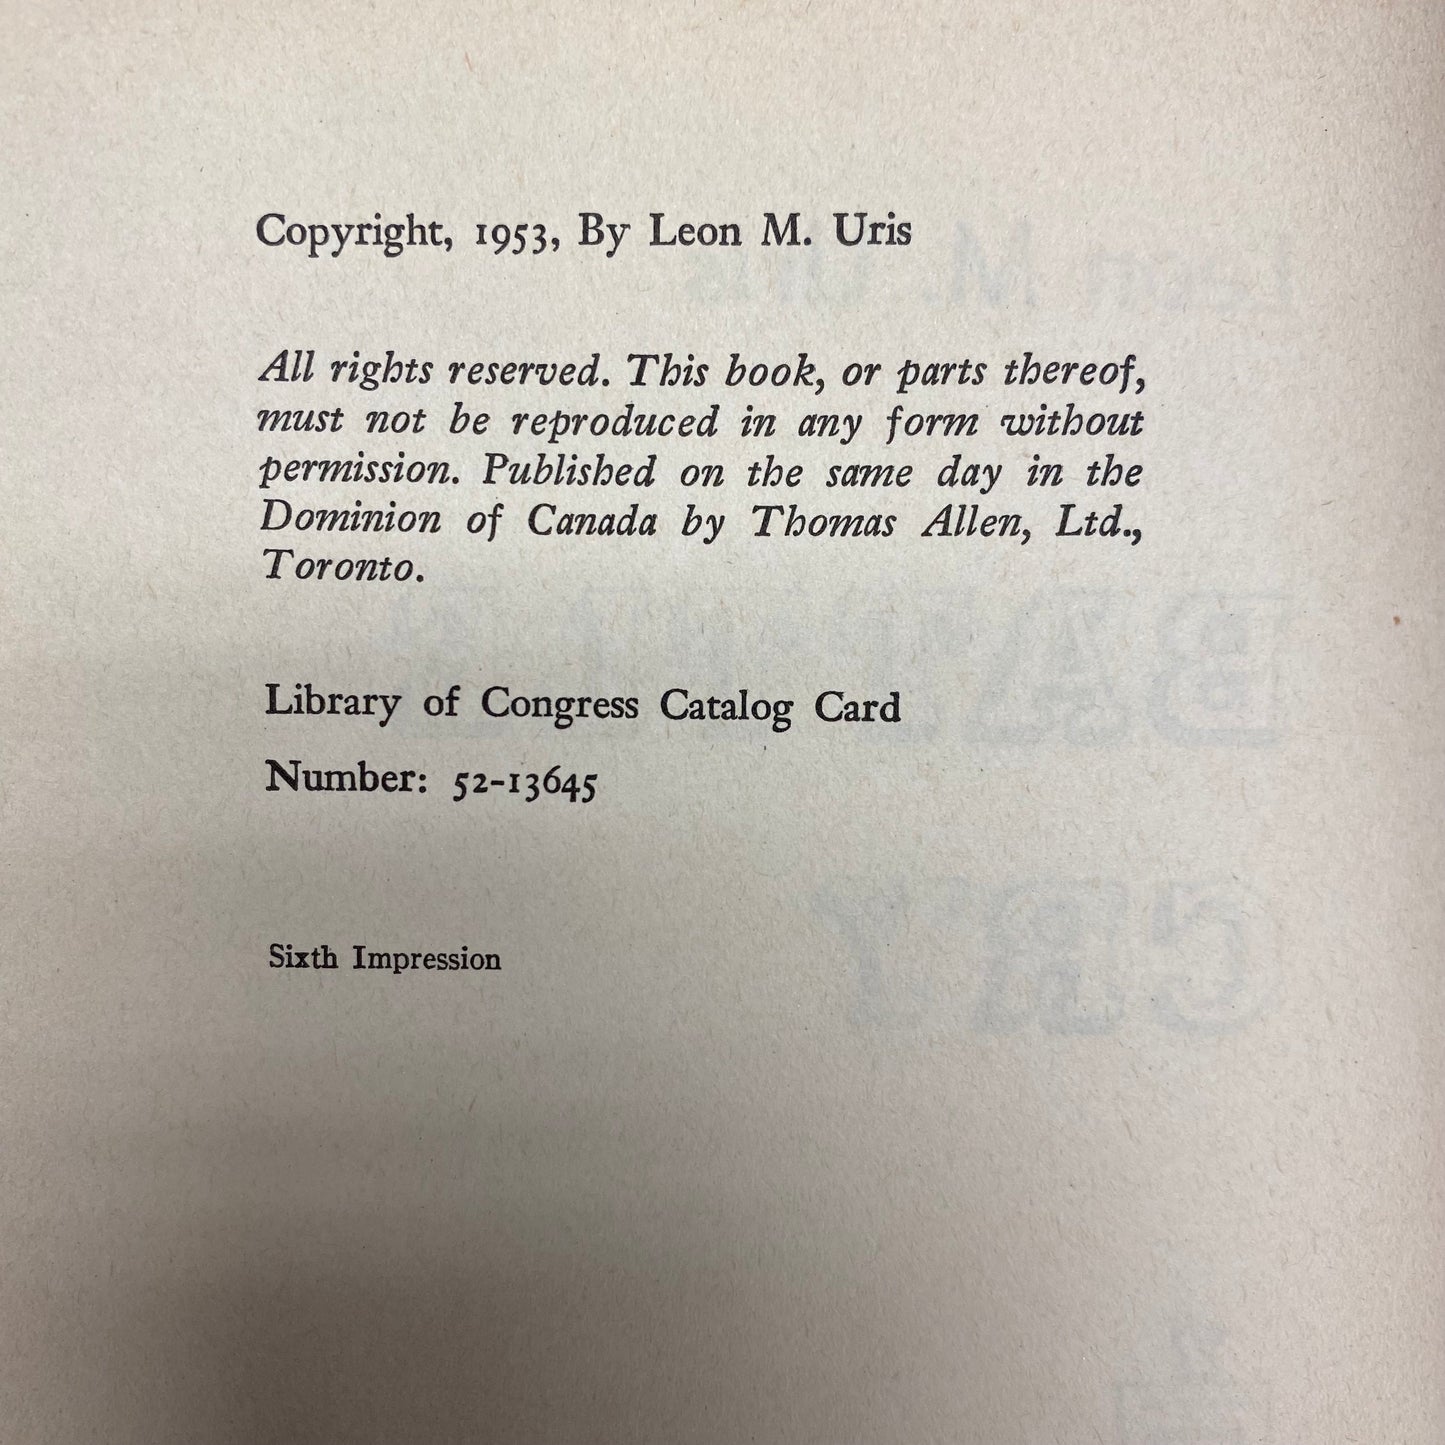 Copyright, 1953, By Leon M. Uris
All rights reserved. This book, or parts thereof,
must not be reproduced in any form without
permission. Published on the same day in the
Dominion of Canada by Thomas Allen, Ltd.,
Toronto.
Library of Congress Catalog Card
Number: 52-13645
Sixth Impression